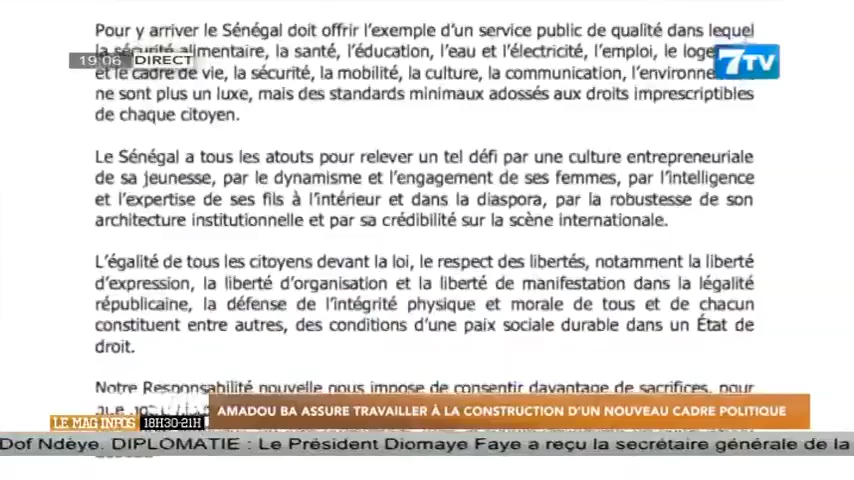 Pour y arriver le Sénégal doit offrir l'exemple d'un service public de qualité dans lequel
la sécurité alimentaire, la santé, l'éducation, l'eau et l'électricité, l'emploi, le
19:06 DIRECT
7TV
et le cadre de vie, la sécurité, la mobilité, la culture, la communication,
ne sont plus un luxe, mais des standards minimaux adossés aux droits imprescriptibles
de chaque citoyen.
Le Sénégal a tous les atouts pour relever un tel défi par une culture entrepreneuriale
de sa jeunesse, par le dynamisme et l'engagement de ses femmes, par l'intelligence
et l'expertise de ses fils à l'intérieur et dans la diaspora, par la robustesse de son
architecture institutionnelle et par sa crédibilité sur la scène internationale.
L'égalité de tous les citoyens devant la loi, le respect des libertés, notamment la liberté
d'expression, la liberté d'organisation et la liberté de manifestation dans la légalité
républicaine, la défense de l'intégrité physique et morale de tous et de chacun
constituent entre autres, des conditions d'une paix sociale durable dans un État de
droit.
Notre Responsabilité nouvelle nous impose de consentir davantage de sacrifices, pour
AMADOU BA ASSURE TRAVAILLER À LA CONSTRUCTION D'UN NOUVEAU CADRE POLITIQUE
LE MAG INFOS 18H30-21H
Dof Ndèye. DIPLOMATIE : Le Président Diomaye Faye a reçu la secrétaire générale de la